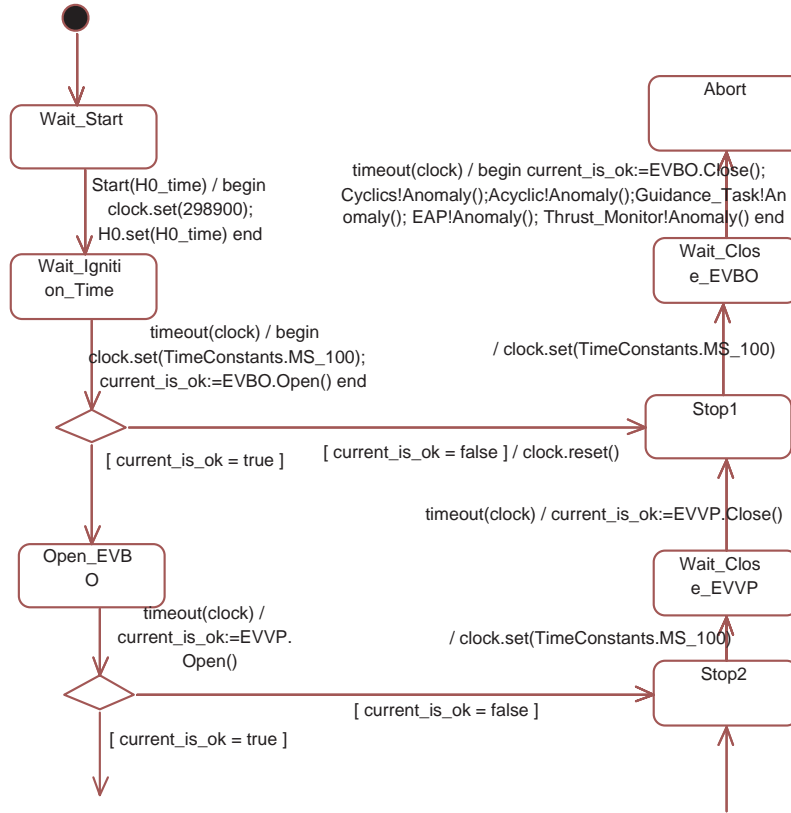 Wait_Start
Start(H0_time) / begin
clock.set(298900);
H0.set(H0_time) end
Wait_Igniti
on_Time
timeout(clock) / begin
clock.set(TimeConstants.MS_100);
current_is_ok:=EVBO.Open() end
[ current_is_ok = true ]
[ current_is_ok = false ] / clock.reset()
Open_EVB
O
timeout(clock) /
current_is_ok:=EVVP.
Open()
[ current_is_ok = false ]
[ current_is_ok = true ]
Abort
timeout(clock) / begin current_is_ok:=EVBO.Close();
Cyclics!Anomaly();Acyclic!Anomaly();Guidance_Task!An
omaly(); EAP!Anomaly(); Thrust_Monitor!Anomaly() end
Wait_Clos
e_EVBO
/ clock.set(TimeConstants.MS_100)
Stop1
timeout(clock) / current_is_ok:=EVVP.Close()
Wait_Clos
e_EVVP
/ clock.set(TimeConstants.MS_100)
Stop2